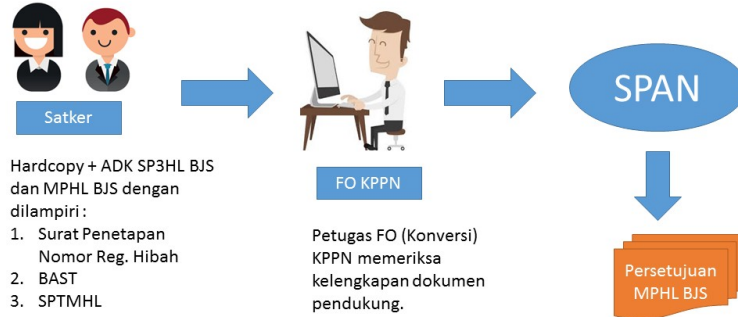 Satker
Hardcopy + ADK SP3HL BJS
dan MPHL BJS dengan
dilampiri :
1. Surat Penetapan
Nomor Reg. Hibah
2. BAST
3. SPTMHL
FO KPPN
Petugas FO (Konversi)
KPPN memeriksa
kelengkapan dokumen
pendukung.
SPAN
Persetujuan
MPHL BJS